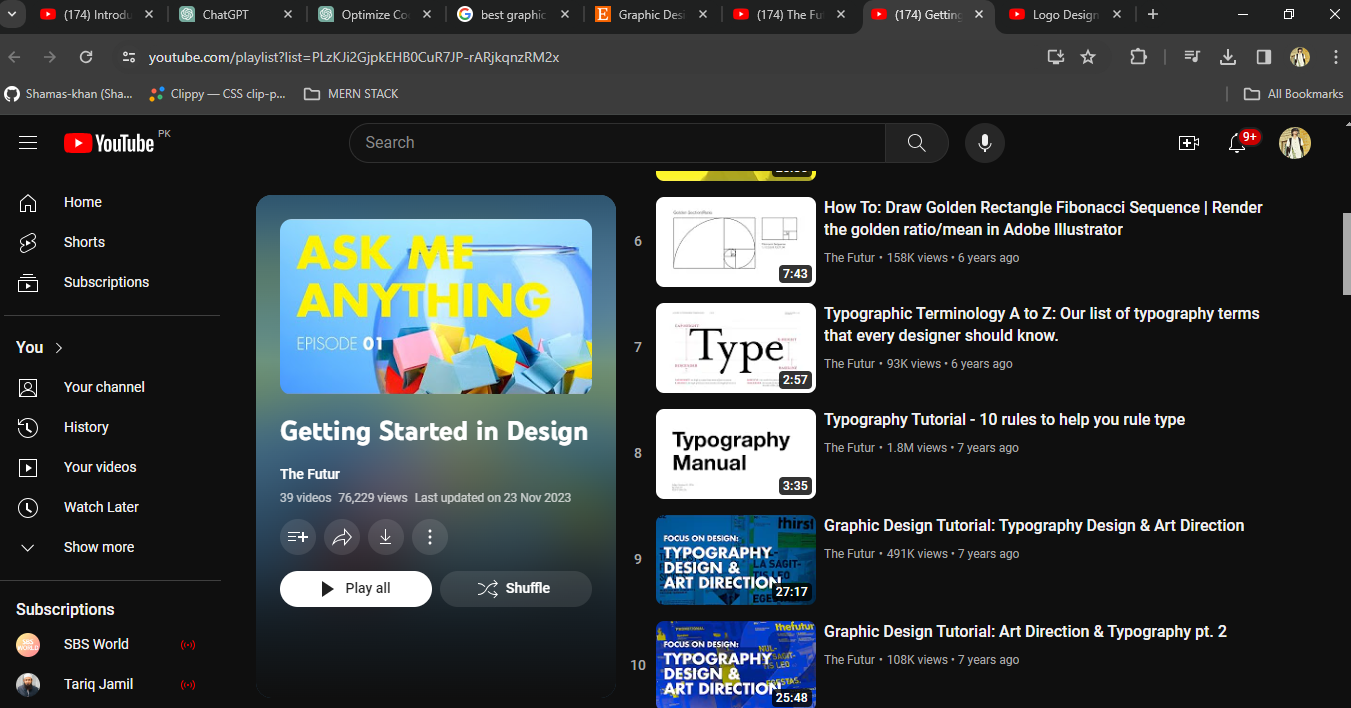 (174) Introdu
ChatGPT
Optimize Co
best graphic
Graphic Desi
(174) The Fut
(174) Getting
Logo Design
youtube.com/playlist?list=PLzKJi2GjpkEHB0CuR7JP-rARjkqnzRM2x
Shamas-khan (Sha...
Clippy — CSS clip-p...
MERN STACK
All Bookmarks
YouTube PK
Search
9+
Home
Shorts
Subscriptions
You
Your channel
History
Your videos
Watch Later
Show more
Subscriptions
SBS World
Tariq Jamil
ASK ME
ANYTHING
EPISODE 01
Getting Started in Design
The Futur
39 videos 76,229 views Last updated on 23 Nov 2023
Play all
Shuffle
6
7:43
How To: Draw Golden Rectangle Fibonacci Sequence | Render
the golden ratio/mean in Adobe Illustrator
The Futur • 158K views • 6 years ago
7
Type
2:57
Typographic Terminology A to Z: Our list of typography terms
that every designer should know.
The Futur • 93K views • 6 years ago
8
Typography
Manual
3:35
Typography Tutorial - 10 rules to help you rule type
The Futur • 1.8M views • 7 years ago
9
thirst
FOCUS ON DESIGN:
TYPOGRAPHY
DESIGN &
ART DIRECTION
27:17
Graphic Design Tutorial: Typography Design & Art Direction
The Futur • 491K views • 7 years ago
10
thefutur
FOCUS ON DESIGN:
TYPOGRAPHY
DESIGN &
ART DIRECTION
25:48
Graphic Design Tutorial: Art Direction & Typography pt. 2
The Futur • 108K views • 7 years ago